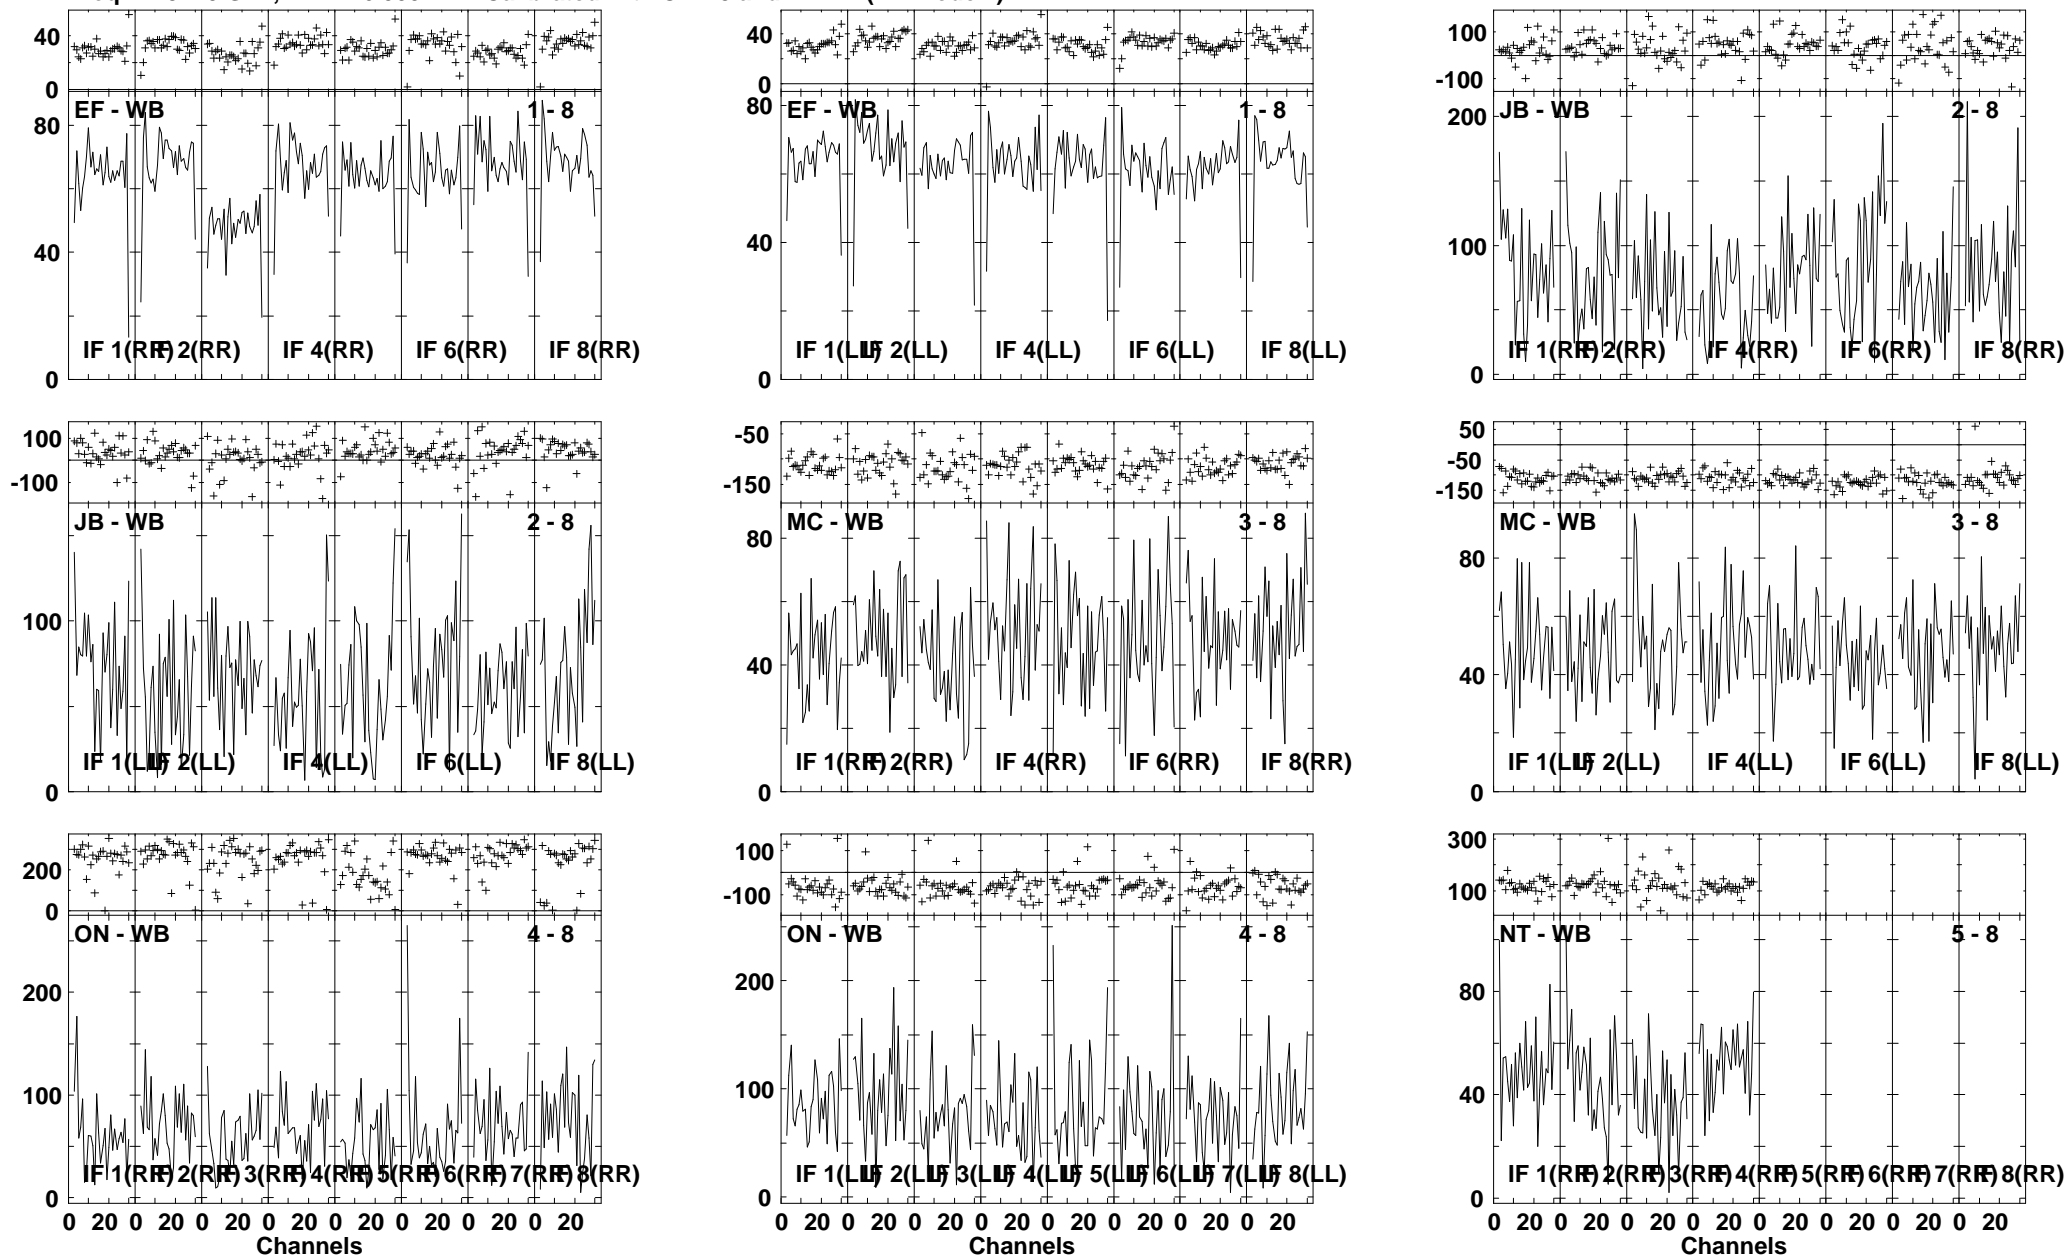 40
0
EF - WB
1 - 8
80
40
0
IF 1(RR)
IF 2(RR)
IF 4(RR)
IF 6(RR)
IF 8(RR)
40
0
EF - WB
1 - 8
80
40
0
IF 1(LL)
IF 2(LL)
IF 4(LL)
IF 6(LL)
IF 8(LL)
100
-100
JB - WB
2 - 8
200
100
0
IF 1(RR)
IF 2(RR)
IF 4(RR)
IF 6(RR)
IF 8(RR)
100
-100
JB - WB
2 - 8
100
0
IF 1(LL)
IF 2(LL)
IF 4(LL)
IF 6(LL)
IF 8(LL)
-50
-150
MC - WB
3 - 8
80
40
0
IF 1(RR)
IF 2(RR)
IF 4(RR)
IF 6(RR)
IF 8(RR)
50
-50
-150
MC - WB
3 - 8
80
40
0
IF 1(LL)
IF 2(LL)
IF 4(LL)
IF 6(LL)
IF 8(LL)
200
0
ON - WB
4 - 8
200
100
0
IF 1(RR)
IF 2(RR)
IF 3(RR)
IF 4(RR)
IF 5(RR)
IF 6(RR)
IF 7(RR)
IF 8(RR)
0 20 0 20 0 20 0 20 0 20 0 20 0 20 0 20
Channels
100
-100
ON - WB
4 - 8
200
100
0
IF 1(LL)
IF 2(LL)
IF 3(LL)
IF 4(LL)
IF 5(LL)
IF 6(LL)
IF 7(LL)
IF 8(LL)
0 20 0 20 0 20 0 20 0 20 0 20 0 20 0 20
Channels
300
100
NT - WB
5 - 8
80
40
0
IF 1(RR)
IF 2(RR)
IF 3(RR)
IF 4(RR)
IF 5(RR)
IF 6(RR)
IF 7(RR)
IF 8(RR)
0 20 0 20 0 20 0 20 0 20 0 20 0 20 0 20
Channels